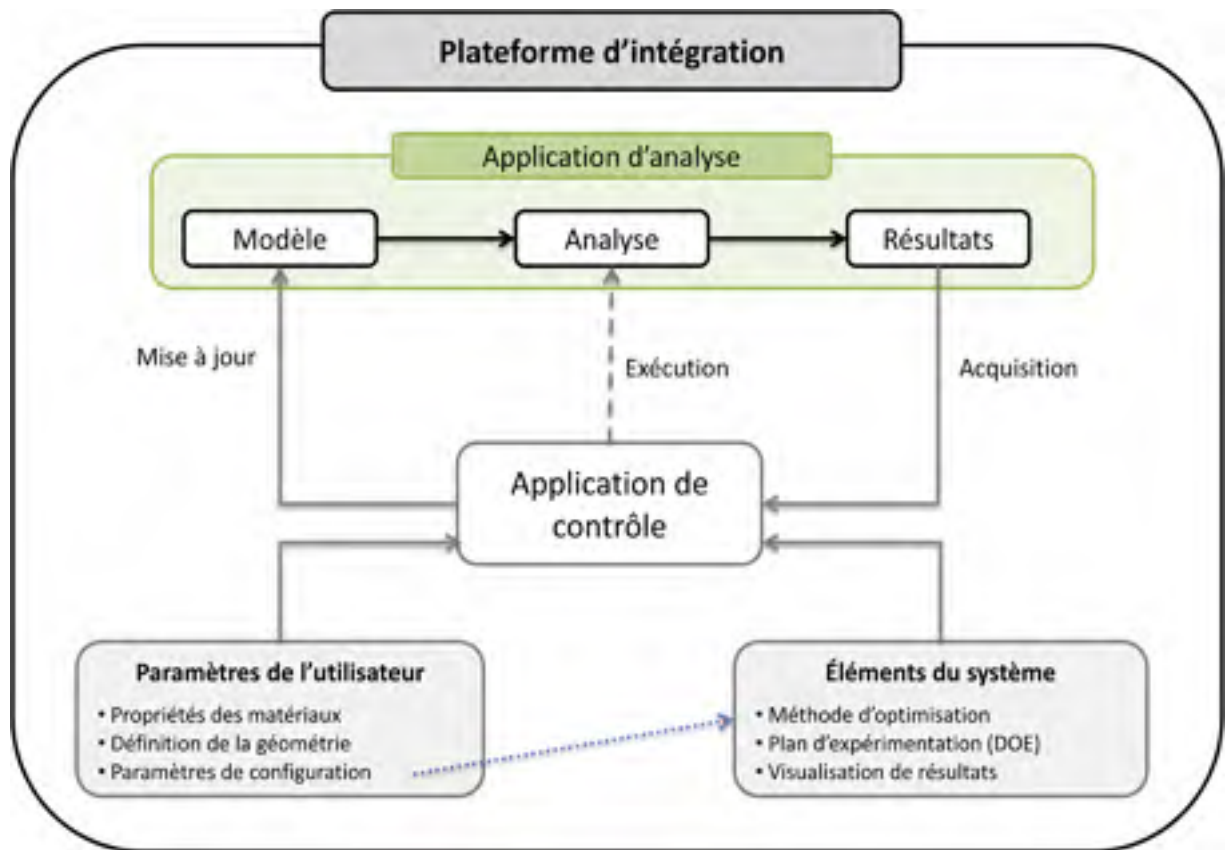 Plateforme d'intégration
Application d'analyse
Modèle
Analyse
Résultats
Mise à jour
Exécution
Acquisition
Application de
contrôle
Paramètres de l'utilisateur
• Propriétés des matériaux
• Définition de la géométrie
• Paramètres de configuration
Éléments du système
• Méthode d'optimisation
• Plan d'expérimentation (DOE)
• Visualisation de résultats